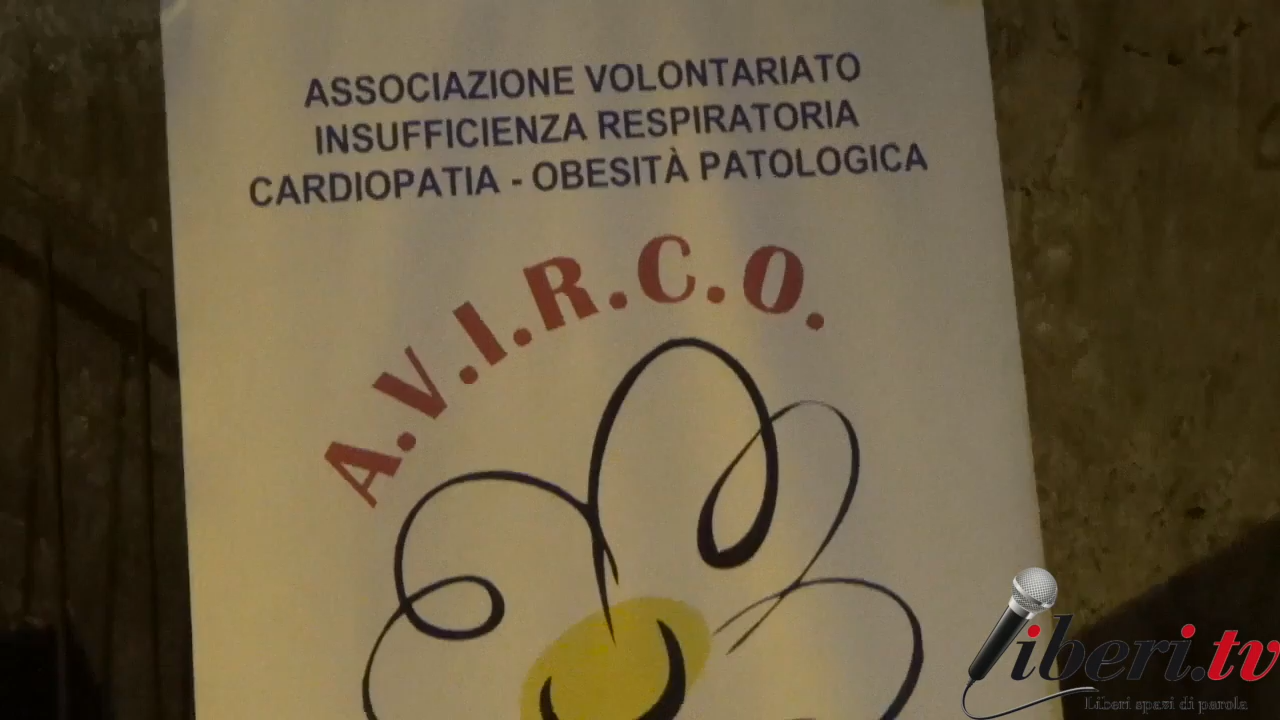 ASSOCIAZIONE VOLONTARIATO
INSUFFICIENZA RESPIRATORIA
CARDIOPATIA - OBESITÀ PATOLOGICA
A.V.I.R.C.O.
liberi.tv
Liberi spazi di parola